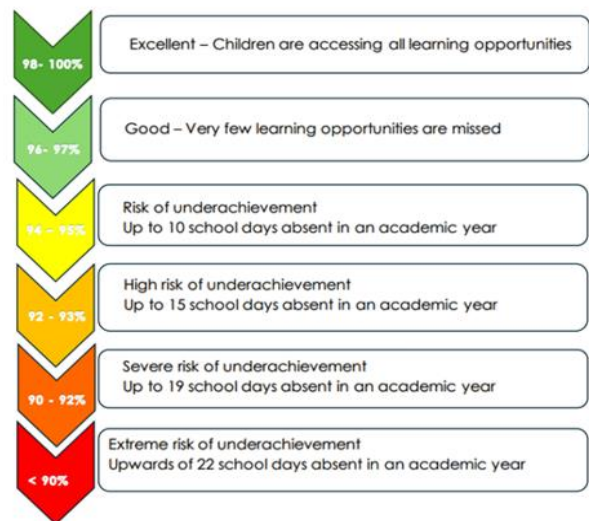 98- 100%
Excellent – Children are accessing all learning opportunities
96- 97%
Good – Very few learning opportunities are missed
94 – 95%
Risk of underachievement
Up to 10 school days absent in an academic year
92 – 93%
High risk of underachievement
Up to 15 school days absent in an academic year
90 – 92%
Severe risk of underachievement
Up to 19 school days absent in an academic year
< 90%
Extreme risk of underachievement
Upwards of 22 school days absent in an academic year